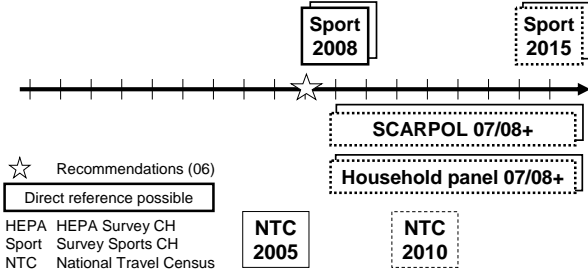 Sport
2008
Sport
2015
SCARPOL 07/08+
Household panel 07/08+
Recommendations (06)
Direct reference possible
HEPA HEPA Survey CH
Sport Survey Sports CH
NTC National Travel Census
NTC
2005
NTC
2010